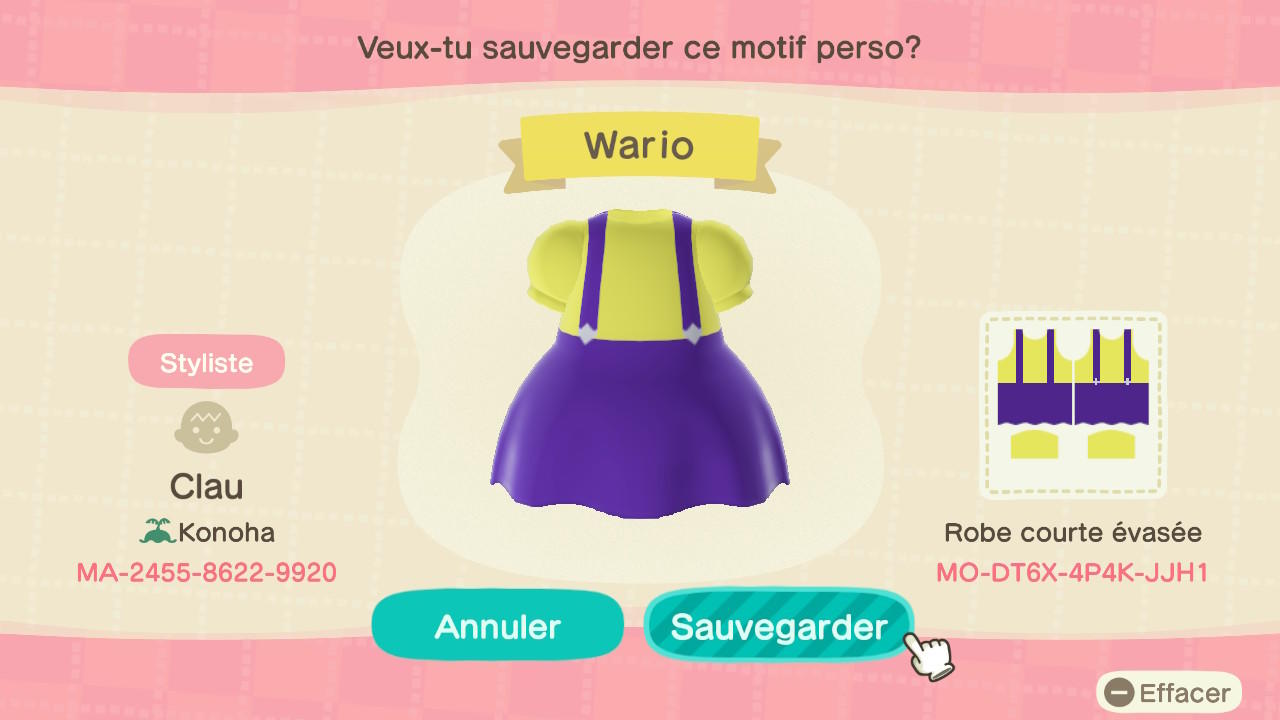 Veux-tu sauvegarder ce motif perso?
Wario
Styliste
Clau
Konoha
MA-2455-8622-9920
Robe courte évasée
MO-DT6X-4P4K-JJH1
Annuler
Sauvegarder
Effacer